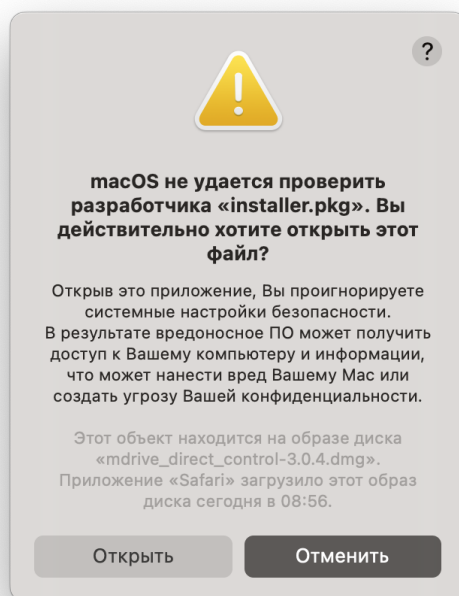 ?
macOS не удается проверить
разработчика «installer.pkg». Вы
действительно хотите открыть этот
файл?
Открыв это приложение, Вы проигнорируете
системные настройки безопасности.
В результате вредоносное ПО может получить
доступ к Вашему компьютеру и информации,
что может нанести вред Вашему Mac или
создать угрозу Вашей конфиденциальности.
Этот объект находится на образе диска
«mdrive_direct_control-3.0.4.dmg».
Приложение «Safari» загрузило этот образ
диска сегодня в 08:56.
Открыть
Отменить